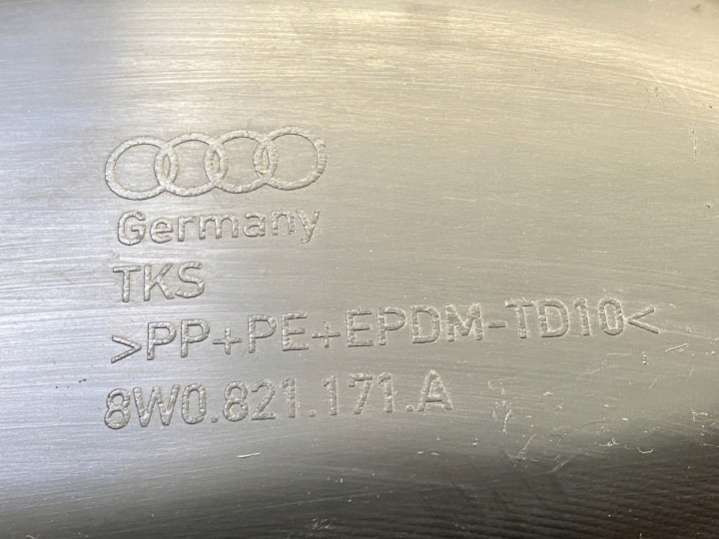 Germany
TKS
>PP+PE+EPDM-TD10<
8W0.821.171.A